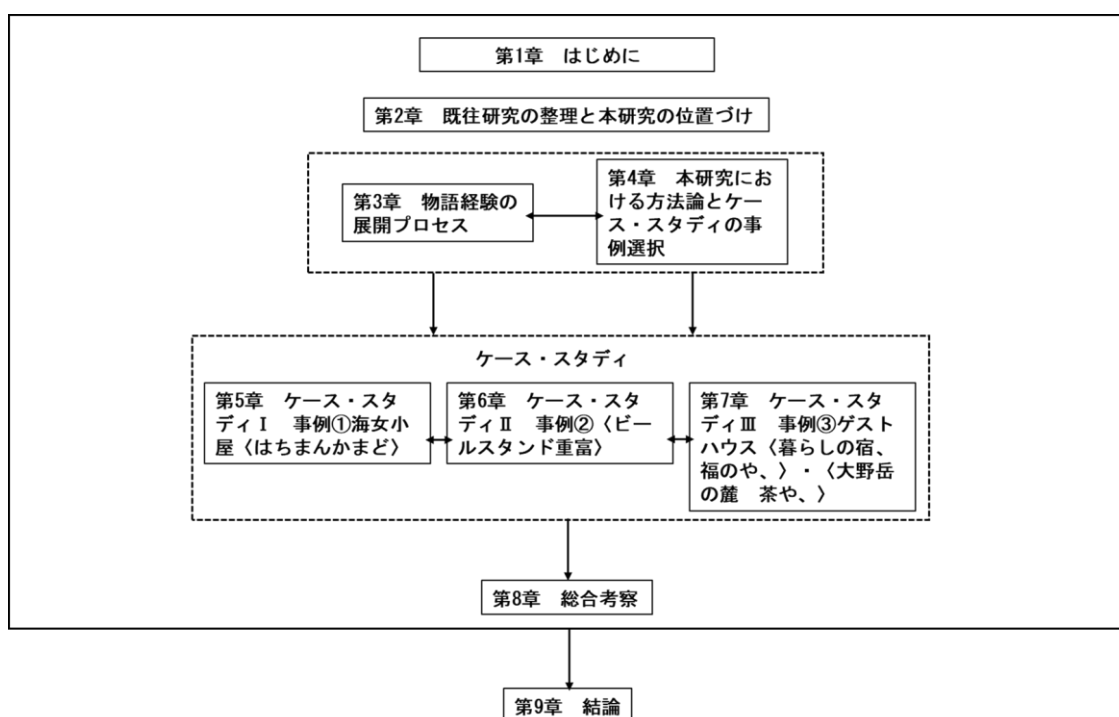 第1章　はじめに
第2章　既往研究の整理と本研究の位置づけ
第3章　物語経験の
展開プロセス
第4章　本研究にお
ける方法論とケー
ス・スタディの事
例選択
ケース・スタディ
第5章　ケース・スタ
ディⅠ　事例①海女小
屋〈はちまんかまど〉
第6章　ケース・スタ
ディⅡ　事例②〈ビー
ルスタンド重富〉
第7章　ケース・スタ
ディⅢ　事例③ゲスト
ハウス〈暮らしの宿、
福のや、〉・〈大野岳
の麓　茶や、〉
第8章　総合考察
第9章　結論